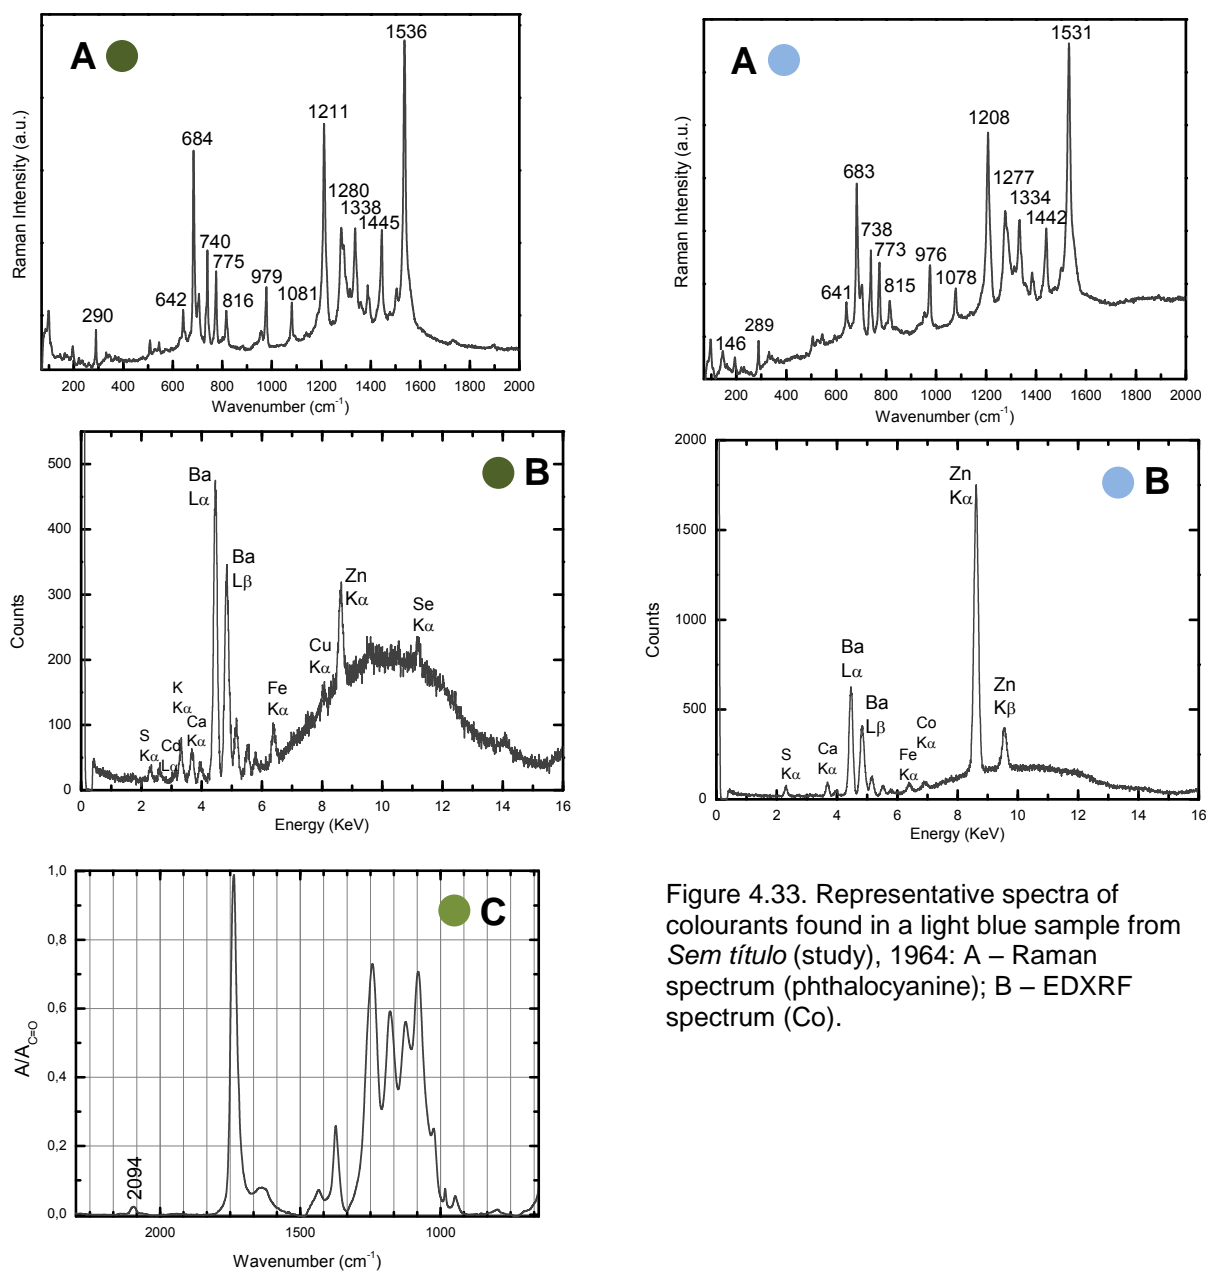 A
Raman Intensity (a.u.)
290
642
684
740
775
816
979
1081
1211
1280
1338
1445
1536
200 400 600 800 1000 1200 1400 1600 1800 2000
Wavenumber (cm-1)
A
Raman Intensity (a.u.)
146
289
641
683
738
773
815
976
1078
1208
1277
1334
1442
1531
200 400 600 800 1000 1200 1400 1600 1800 2000
Wavenumber (cm-1)
B
Counts
500
400
300
200
100
0
S
Kα
Cd
Lα
K
Kα
Ca
Kα
Ba
Lα
Ba
Lβ
Fe
Kα
Cu
Kα
Zn
Kα
Se
Kα
0 2 4 6 8 10 12 14 16
Energy (KeV)
B
Counts
2000
1500
1000
500
0
S
Kα
Ca
Kα
Ba
Lα
Ba
Lβ
Fe
Kα
Co
Kα
Zn
Kα
Zn
Kβ
0 2 4 6 8 10 12 14 16
Energy (KeV)
C
A/AC=O
1,0
0,8
0,6
0,4
0,2
0,0
2094
2000 1500 1000
Wavenumber (cm-1)
Figure 4.33. Representative spectra of
colourants found in a light blue sample from
Sem título (study), 1964: A – Raman
spectrum (phthalocyanine); B – EDXRF
spectrum (Co).